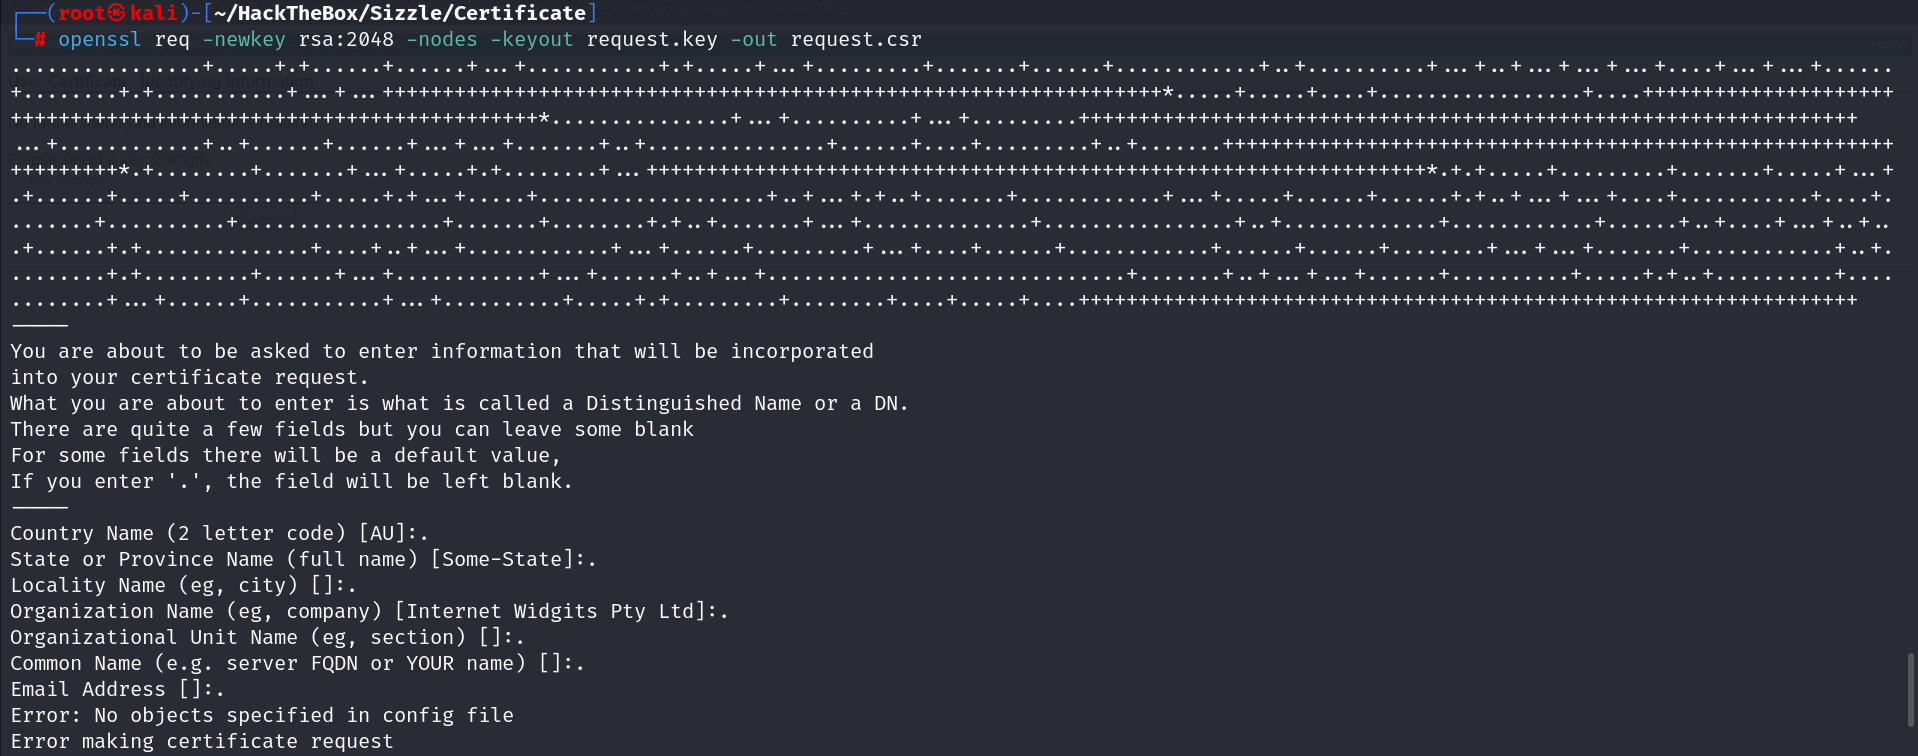 ┌──(root㉿kali)-[~/HackTheBox/Sizzle/Certificate]
└─# openssl req -newkey rsa:2048 -nodes -keyout request.key -out request.csr
-----
You are about to be asked to enter information that will be incorporated
into your certificate request.
What you are about to enter is what is called a Distinguished Name or a DN.
There are quite a few fields but you can leave some blank
For some fields there will be a default value,
If you enter '.', the field will be left blank.
-----
Country Name (2 letter code) [AU]:.
State or Province Name (full name) [Some-State]:.
Locality Name (eg, city) []:.
Organization Name (eg, company) [Internet Widgits Pty Ltd]:.
Organizational Unit Name (eg, section) []:.
Common Name (e.g. server FQDN or YOUR name) []:.
Email Address []:.
Error: No objects specified in config file
Error making certificate request